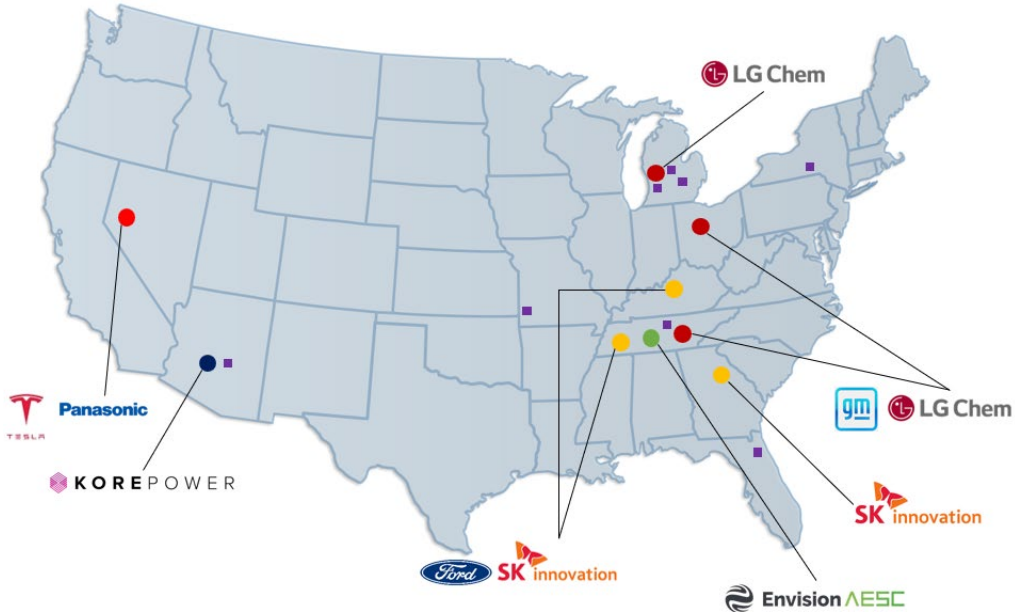 LG Chem
TESLA
Panasonic
KOREPOWER
gm
LG Chem
SK innovation
Ford
SK innovation
Envision AESC